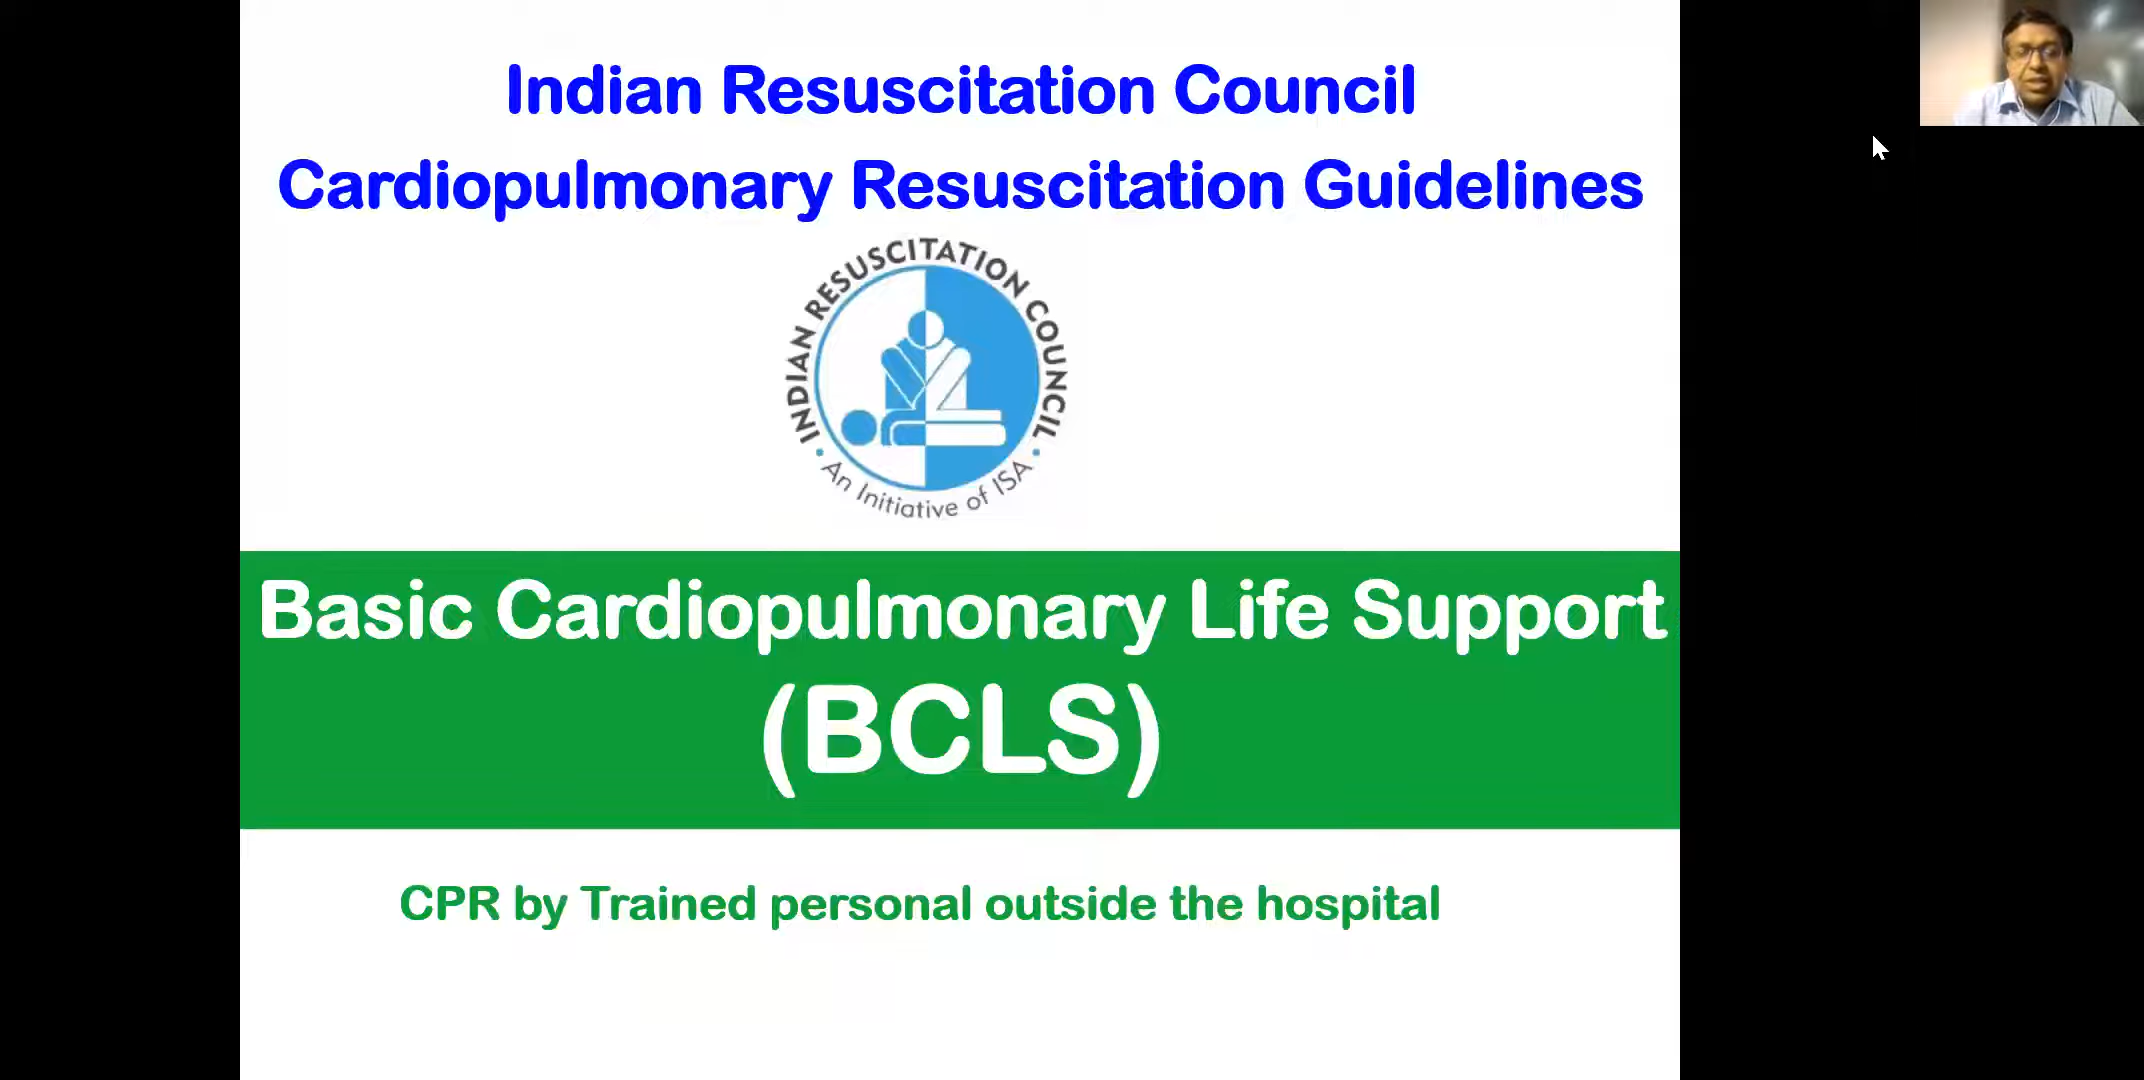 Indian Resuscitation Council
Cardiopulmonary Resuscitation Guidelines
INDIAN RESUSCITATION COUNCIL
An Initiative of ISA
Basic Cardiopulmonary Life Support
(BCLS)
CPR by Trained personal outside the hospital